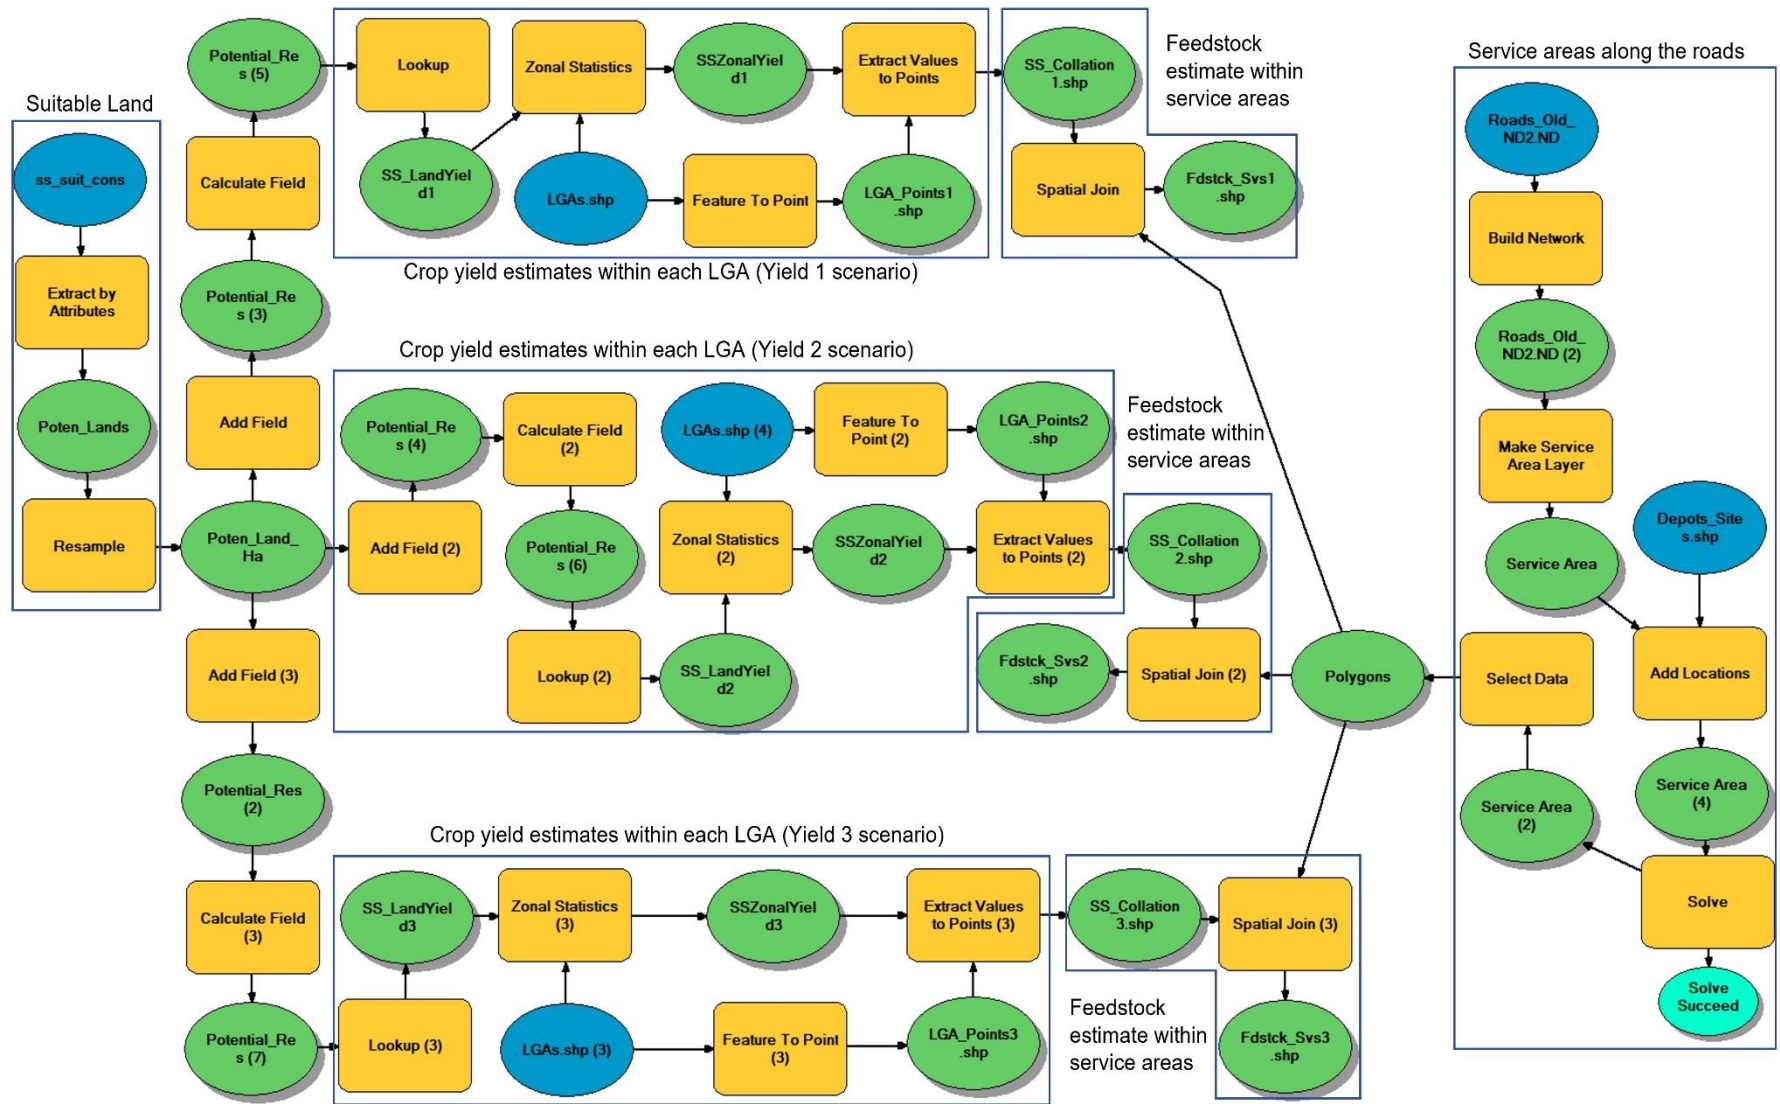 Suitable Land
ss_suit_cons
Extract by
Attributes
Poten_Lands
Resample
Potential_Re
s (5)
Calculate Field
Potential_Re
s (3)
Add Field
Poten_Land_
Ha
Add Field (3)
Potential_Res
(2)
Calculate Field
(3)
Potential_Re
s (7)
Lookup
Zonal Statistics
SSZonalYiel
d1
Extract Values
to Points
SS_LandYiel
d1
LGAs.shp
Feature To Point
LGA_Points1
.shp
Crop yield estimates within each LGA (Yield 1 scenario)
SS_Collation
1.shp
Feedstock
estimate within
service areas
Spatial Join
Fdstck_Svs1
.shp
Crop yield estimates within each LGA (Yield 2 scenario)
Potential_Re
s (4)
Calculate Field
(2)
LGAs.shp (4)
Feature To
Point (2)
LGA_Points2
.shp
Add Field (2)
Potential_Re
s (6)
Zonal Statistics
(2)
SSZonalYiel
d2
Extract Values
to Points (2)
Lookup (2)
SS_LandYiel
d2
Feedstock
estimate within
service areas
SS_Collation
2.shp
Fdstck_Svs2
.shp
Spatial Join (2)
Polygons
Crop yield estimates within each LGA (Yield 3 scenario)
SS_LandYiel
d3
Zonal Statistics
(3)
SSZonalYiel
d3
Extract Values
to Points (3)
Lookup (3)
LGAs.shp (3)
Feature To Point
(3)
LGA_Points3
.shp
SS_Collation
3.shp
Spatial Join (3)
Feedstock
estimate within
service areas
Fdstck_Svs3
.shp
Service areas along the roads
Roads_Old_
ND2.ND
Build Network
Roads_Old_
ND2.ND (2)
Make Service
Area Layer
Depots_Site
s.shp
Service Area
Select Data
Add Locations
Service Area
(2)
Service Area
(4)
Solve
Solve
Succeed